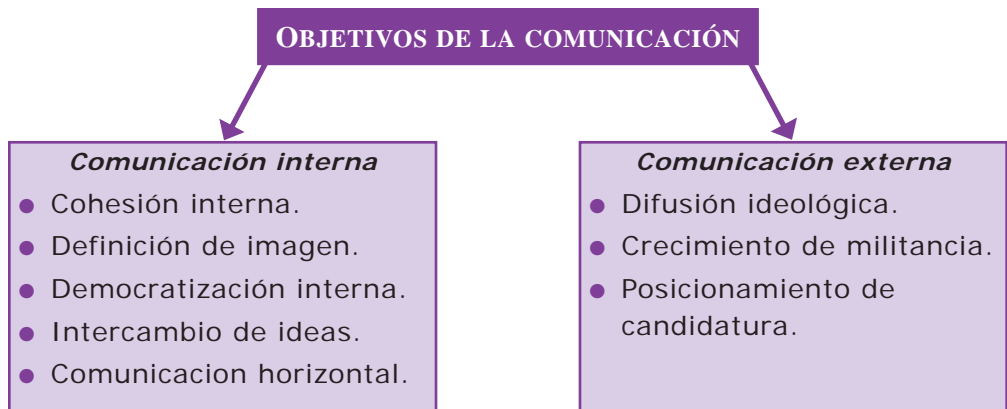 OBJETIVOS DE LA COMUNICACIÓN
Comunicación interna
● Cohesión interna.
● Definición de imagen.
● Democratización interna.
● Intercambio de ideas.
● Comunicacion horizontal.
Comunicación externa
● Difusión ideológica.
● Crecimiento de militancia.
● Posicionamiento de
candidatura.